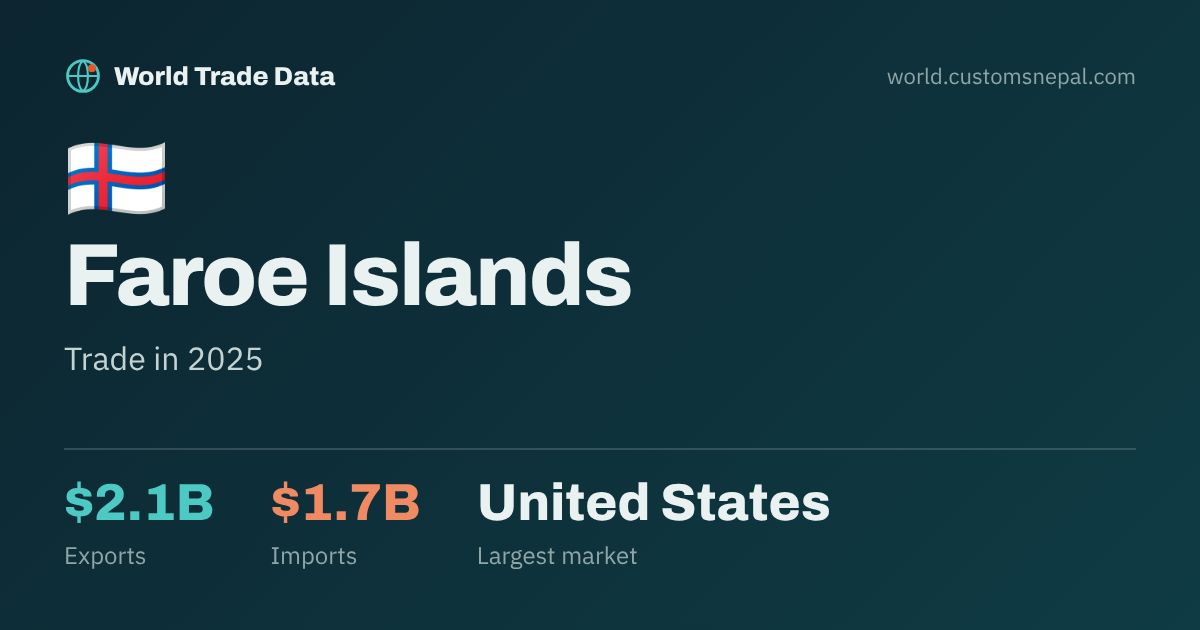 World Trade Data
world.customsnepal.com
Faroe Islands
Trade in 2025
$2.1B
Exports
$1.7B
Imports
United States
Largest market